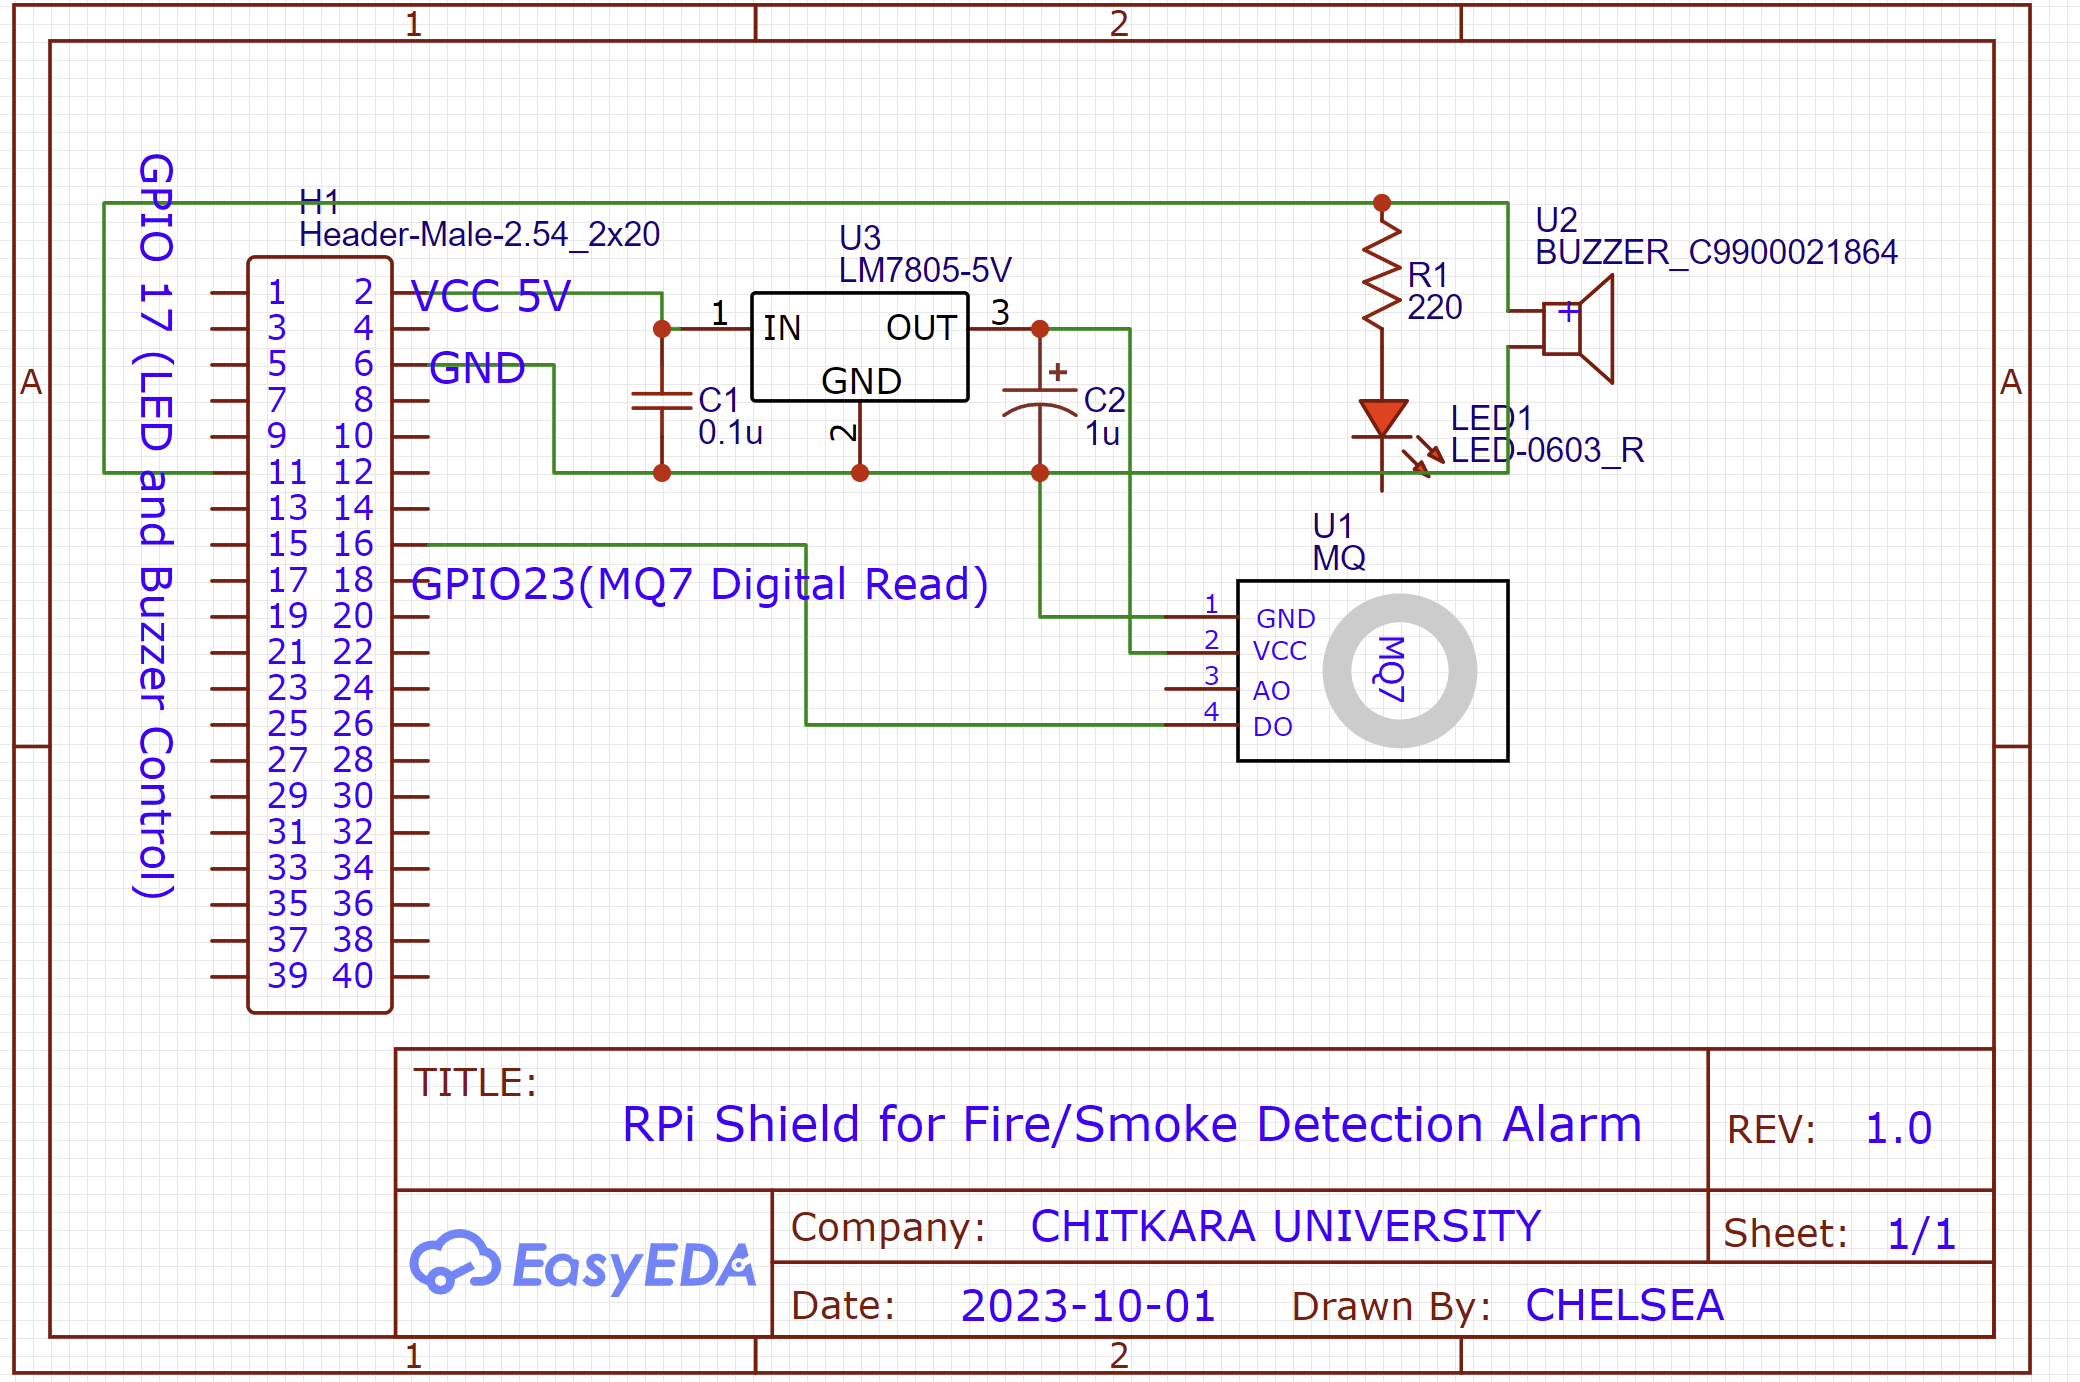 1 2
A A
GPIO 17 (LED and Buzzer Control)
H1
Header-Male-2.54_2x20
1 2
3 4
5 6
7 8
9 10
11 12
13 14
15 16
17 18
19 20
21 22
23 24
25 26
27 28
29 30
31 32
33 34
35 36
37 38
39 40
VCC 5V
GND
GPIO23(MQ7 Digital Read)
U3
LM7805-5V
1 IN OUT 3
GND
2
C1
0.1u
+
C2
1u
R1
220
U2
BUZZER_C9900021864
+
LED1
LED-0603_R
U1
MQ
1 GND
2 VCC
3 AO
4 DO
MQ7
TITLE:
RPi Shield for Fire/Smoke Detection Alarm
REV: 1.0
EasyEDA
Company: CHITKARA UNIVERSITY
Sheet: 1/1
Date: 2023-10-01 Drawn By: CHELSEA
1 2